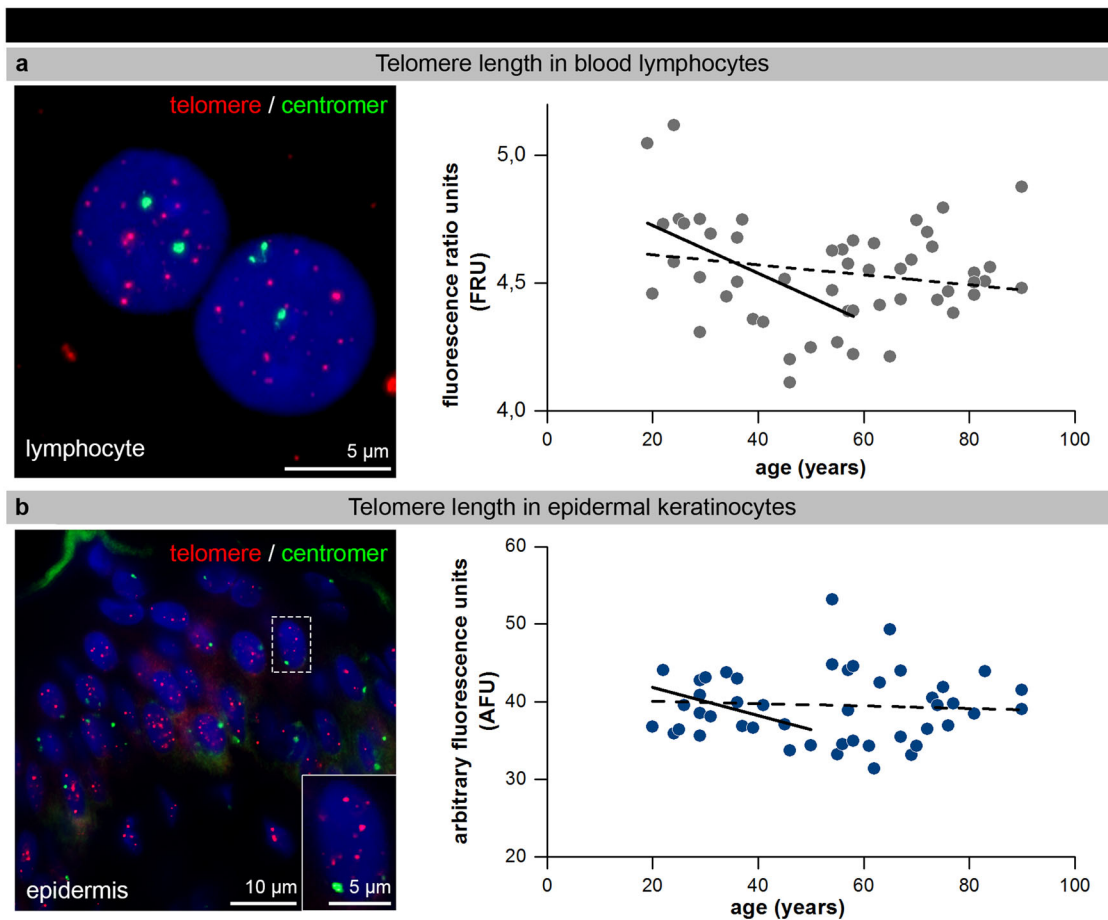 a
Telomere length in blood lymphocytes
telomere / centromer
lymphocyte
5 µm
fluorescence ratio units
(FRU)
5,0
4,5
4,0
0 20 40 60 80 100
age (years)
b
Telomere length in epidermal keratinocytes
telomere / centromer
epidermis
10 µm
5 µm
arbitrary fluorescence units
(AFU)
60
50
40
30
20
0 20 40 60 80 100
age (years)